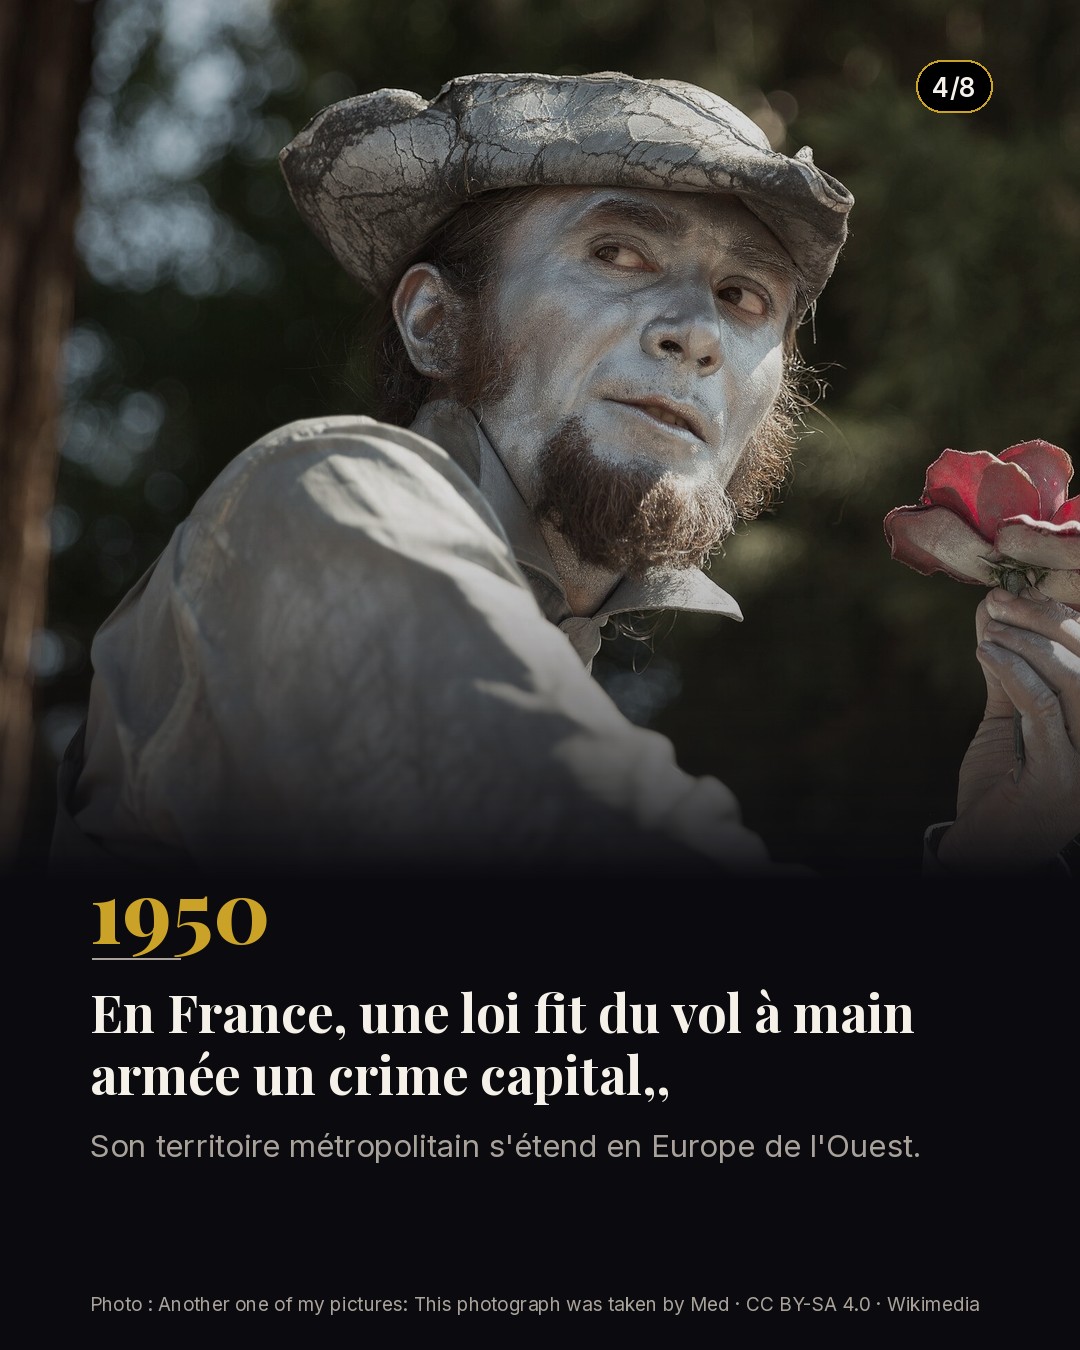 4/8
1950
En France, une loi fit du vol à main
armée un crime capital,,
Son territoire métropolitain s'étend en Europe de l'Ouest.
Photo : Another one of my pictures: This photograph was taken by Med · CC BY-SA 4.0 · Wikimedia